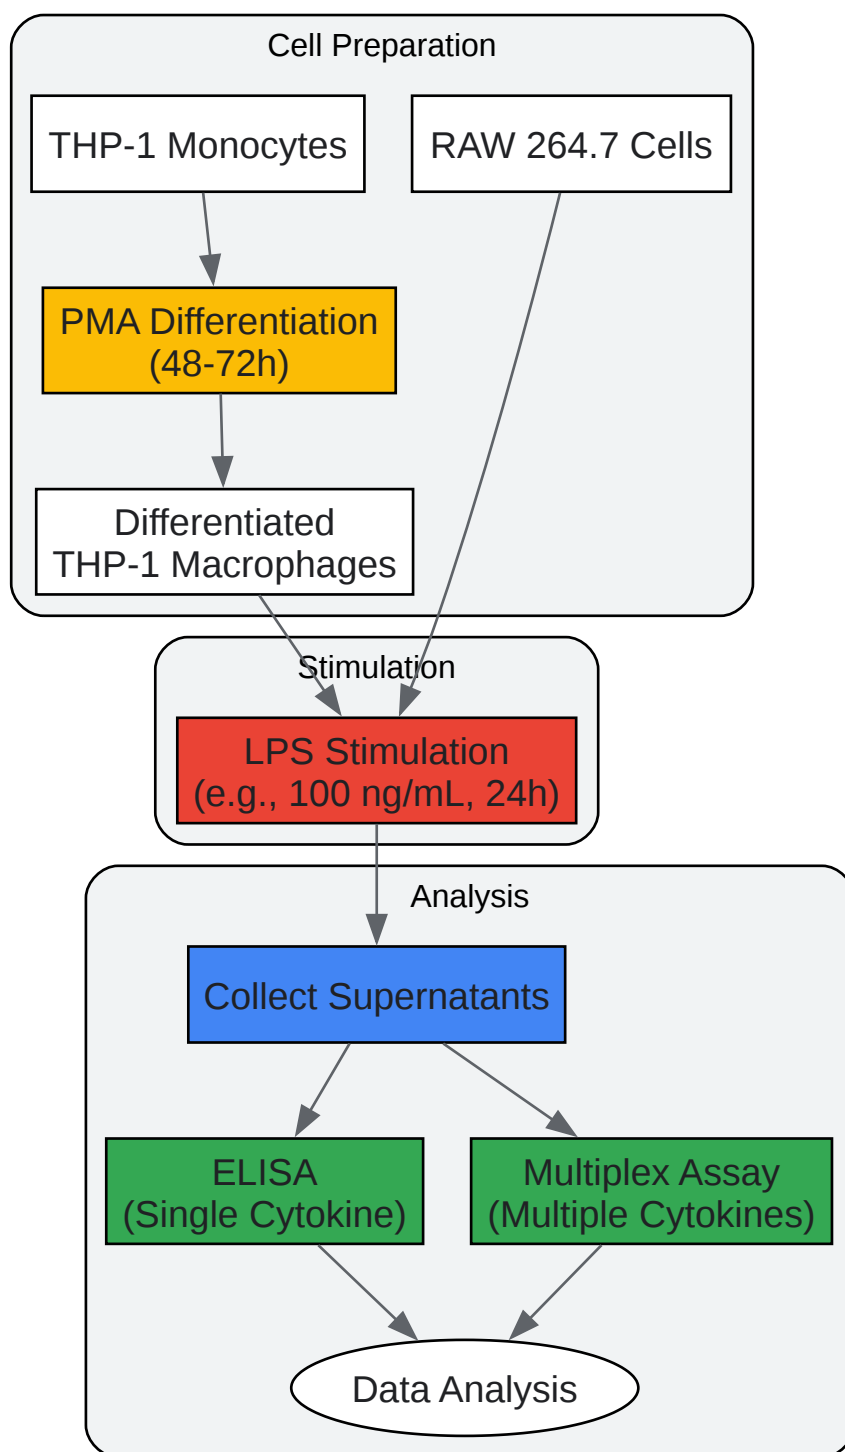 Cell Preparation
THP-1 Monocytes
RAW 264.7 Cells
PMA Differentiation
(48-72h)
Differentiated
THP-1 Macrophages
Stimulation
LPS Stimulation
(e.g., 100 ng/mL, 24h)
Analysis
Collect Supernatants
ELISA
(Single Cytokine)
Multiplex Assay
(Multiple Cytokines)
Data Analysis